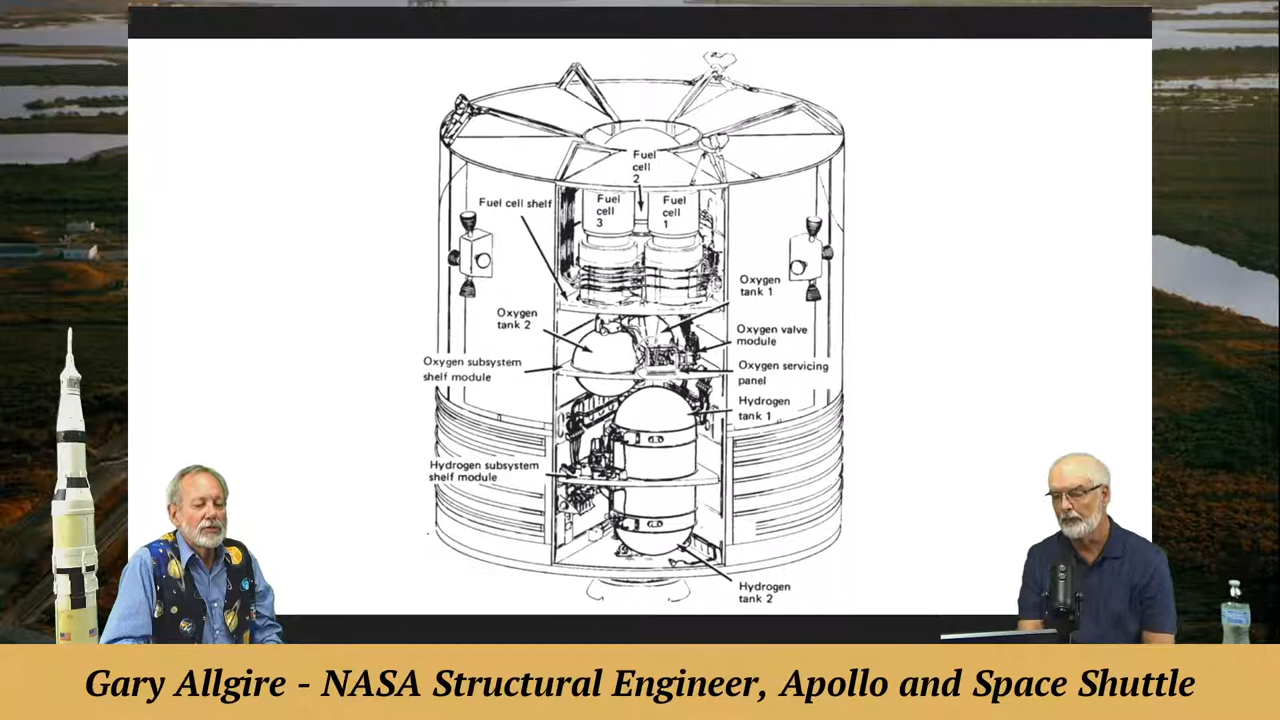 Fuel
cell
2
Fuel cell shelf
Fuel
cell
3
Fuel
cell
1
Oxygen
tank 1
Oxygen
tank 2
Oxygen valve
module
Oxygen subsystem
shelf module
Oxygen servicing
panel
Hydrogen
tank 1
Hydrogen subsystem
shelf module
Hydrogen
tank 2
Gary Allgire - NASA Structural Engineer, Apollo and Space Shuttle